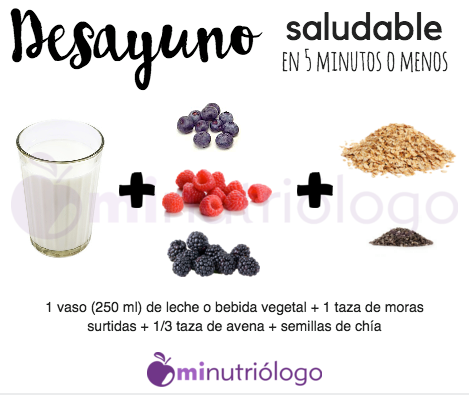 Desayuno saludable
EN 5 MINUTOS O MENOS
minutriólogo
1 vaso (250 ml) de leche o bebida vegetal + 1 taza de moras
surtidas + 1/3 taza de avena + semillas de chía
minutriólogo